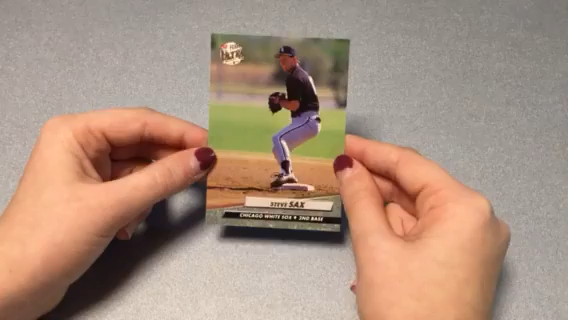 STEVE SAX
CHICAGO WHITE SOX • 2ND BASE